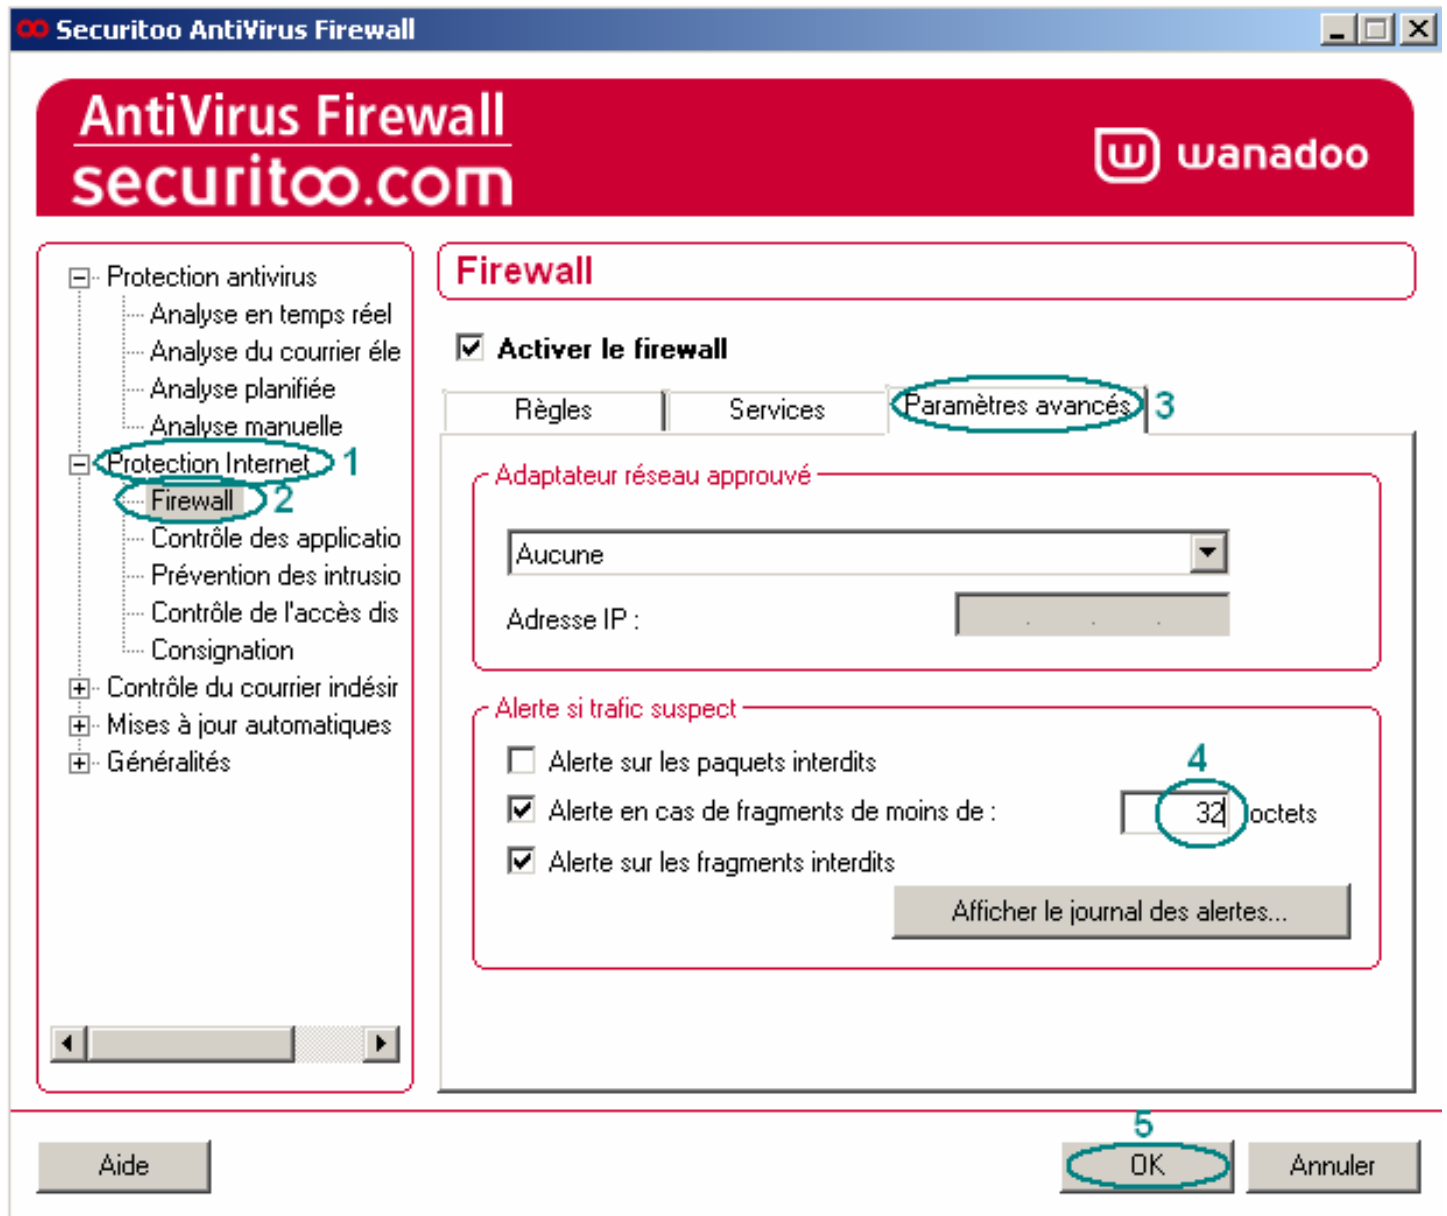 Securitoo AntiVirus Firewall
AntiVirus Firewall
securitoo.com
wanadoo
Protection antivirus
Analyse en temps réel
Analyse du courrier éle
Analyse planifiée
Analyse manuelle
Protection Internet 1
Firewall 2
Contrôle des applicatio
Prévention des intrusio
Contrôle de l'accès dis
Consignation
Contrôle du courrier indésir
Mises à jour automatiques
Généralités
Firewall
Activer le firewall
Règles
Services
Paramètres avancés 3
Adaptateur réseau approuvé
Aucune
Adresse IP :
Alerte si trafic suspect
Alerte sur les paquets interdits
4
Alerte en cas de fragments de moins de : 32 octets
Alerte sur les fragments interdits
Afficher le journal des alertes...
5
Aide
OK
Annuler